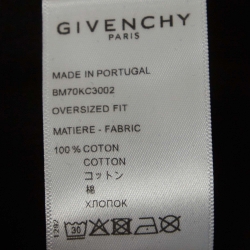 GIVENCHY
PARIS
MADE IN PORTUGAL
BM70KC3002
OVERSIZED FIT
MATIERE - FABRIC
100 % COTON
COTTON
コットン
棉
ХЛОПОК
30